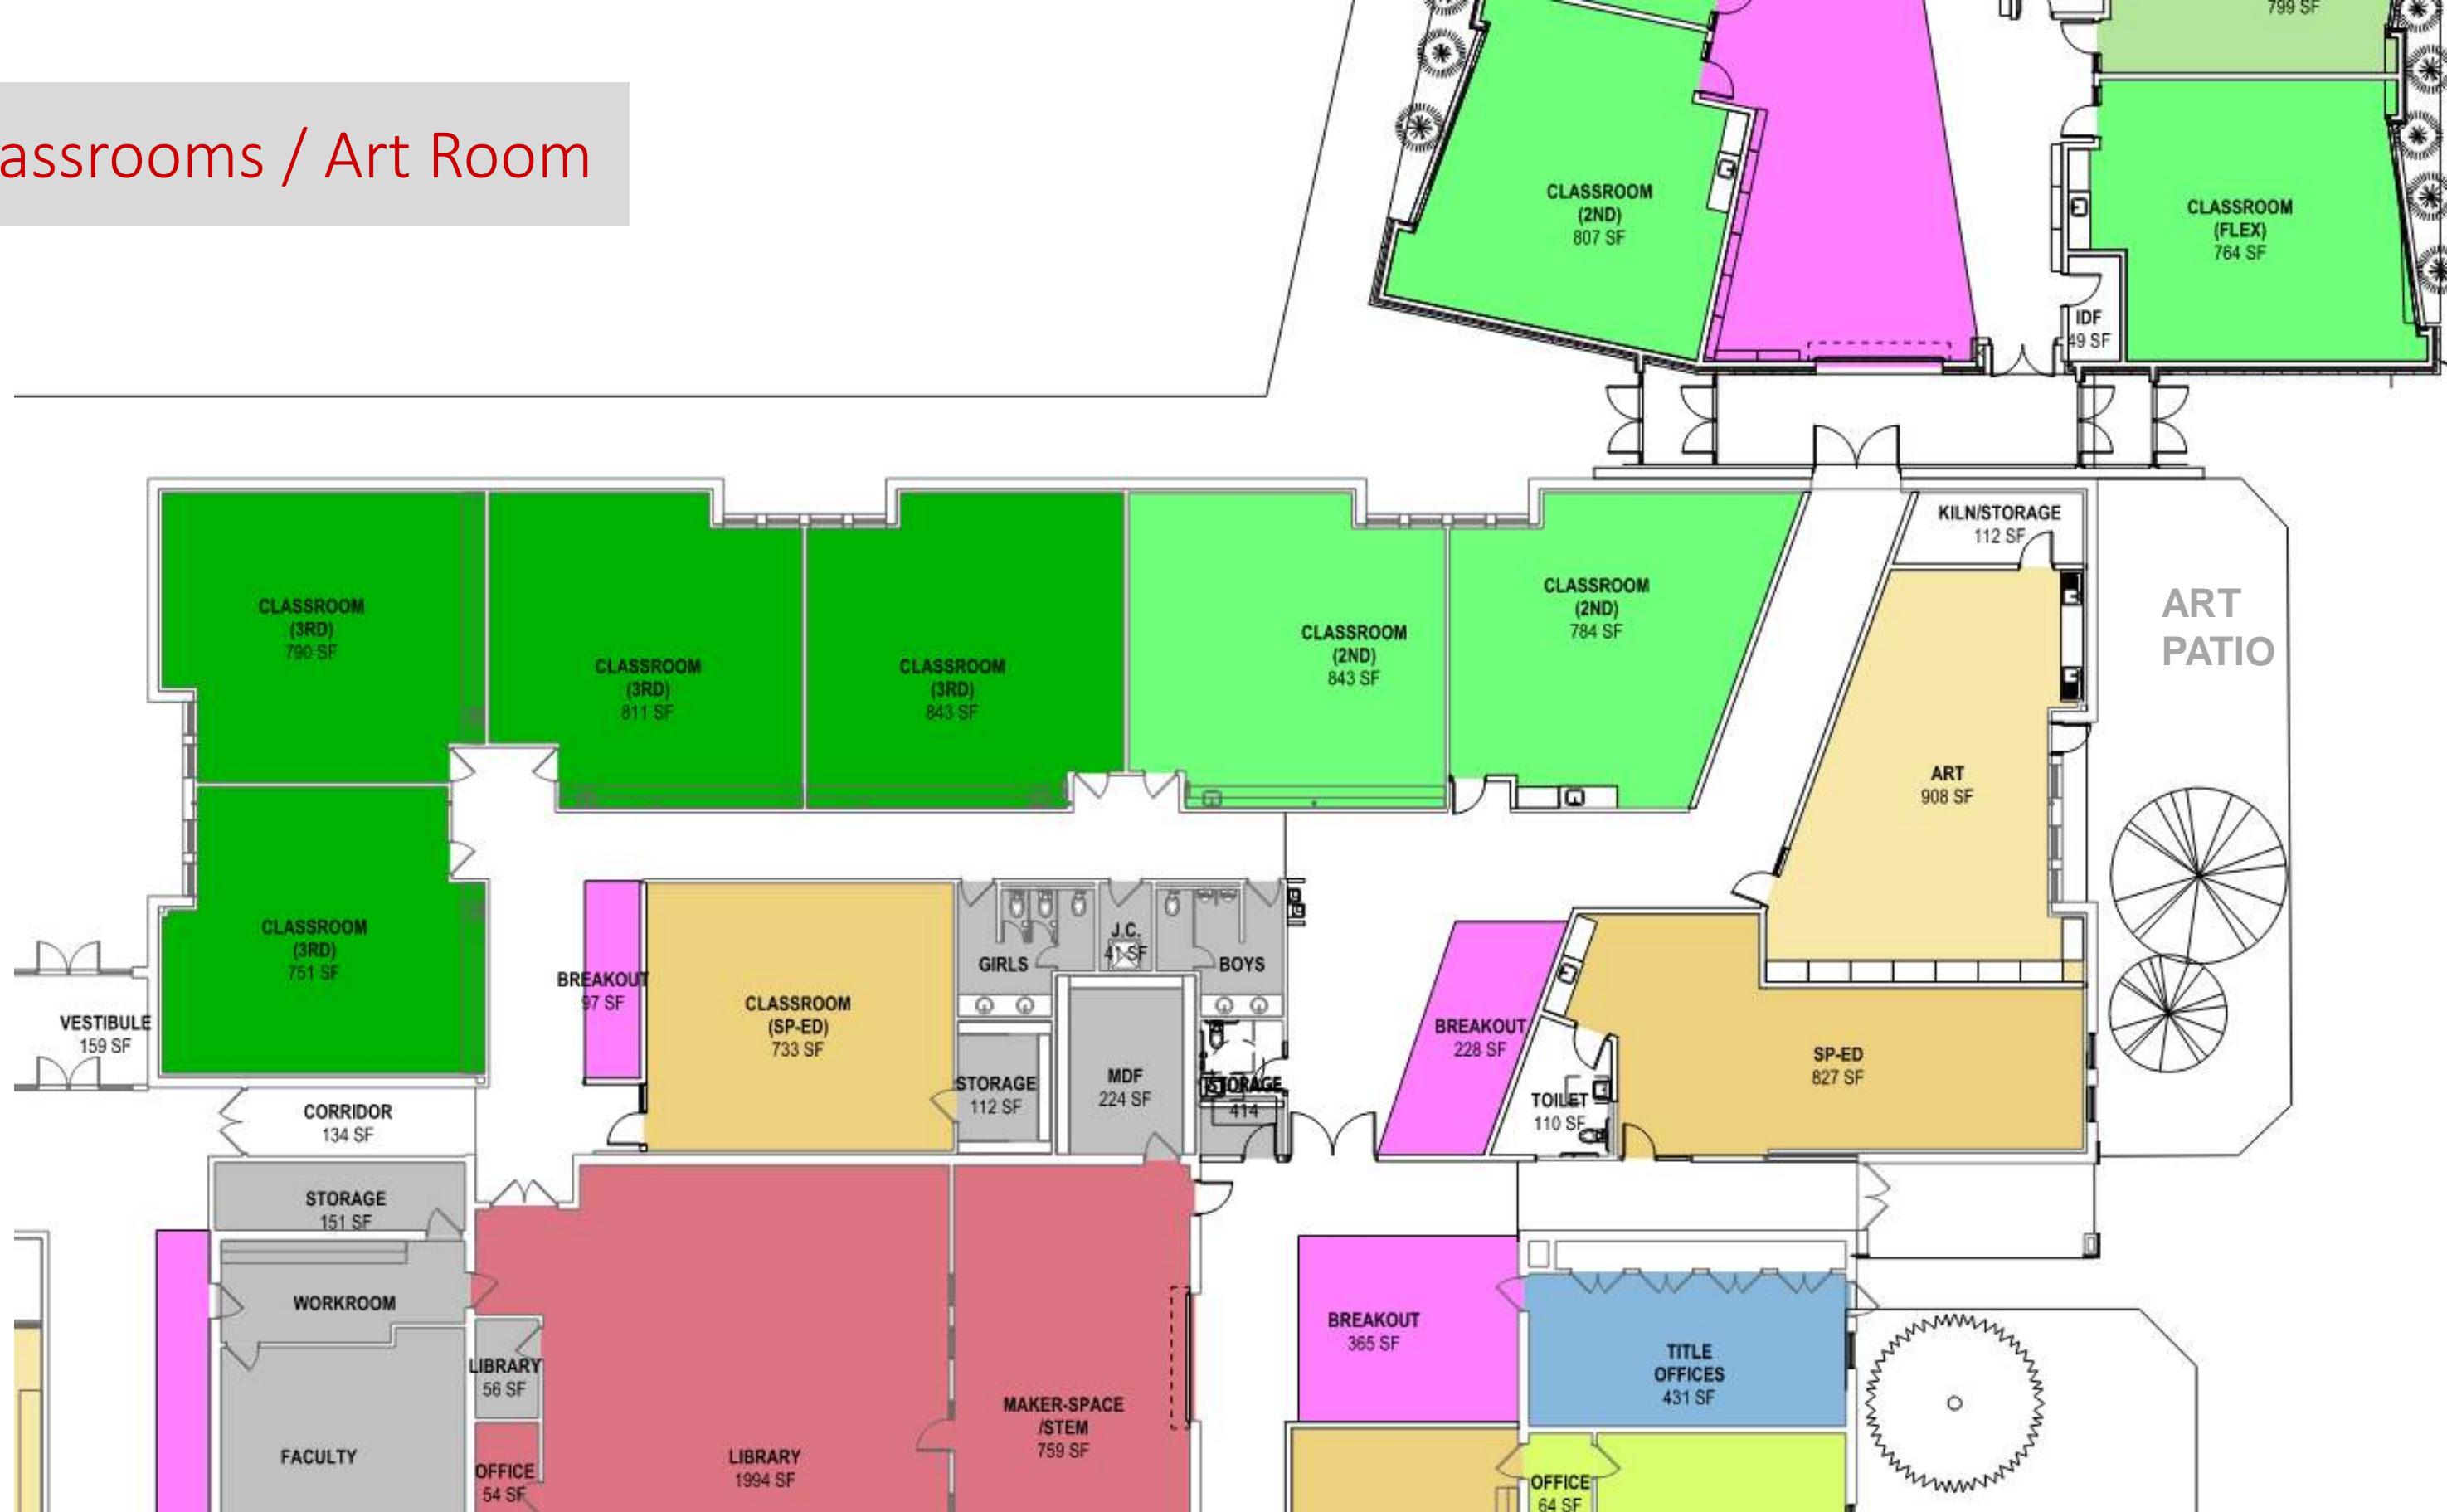 799 SF
assrooms / Art Room
CLASSROOM
(2ND)
807 SF
CLASSROOM
(FLEX)
764 SF
IDF
49 SF
KILN/STORAGE
112 SF
CLASSROOM
(3RD)
790 SF
CLASSROOM
(3RD)
811 SF
CLASSROOM
(3RD)
843 SF
CLASSROOM
(2ND)
843 SF
CLASSROOM
(2ND)
784 SF
ART
PATIO
ART
908 SF
CLASSROOM
(3RD)
751 SF
BREAKOUT
97 SF
CLASSROOM
(SP-ED)
733 SF
GIRLS
J.C.
41 SF
BOYS
VESTIBULE
159 SF
STORAGE
112 SF
MDF
224 SF
STORAGE
414
BREAKOUT
228 SF
TOILET
110 SF
SP-ED
827 SF
CORRIDOR
134 SF
STORAGE
151 SF
WORKROOM
LIBRARY
56 SF
FACULTY
OFFICE
54 SF
LIBRARY
1994 SF
MAKER-SPACE
/STEM
759 SF
BREAKOUT
365 SF
TITLE
OFFICES
431 SF
OFFICE
64 SF